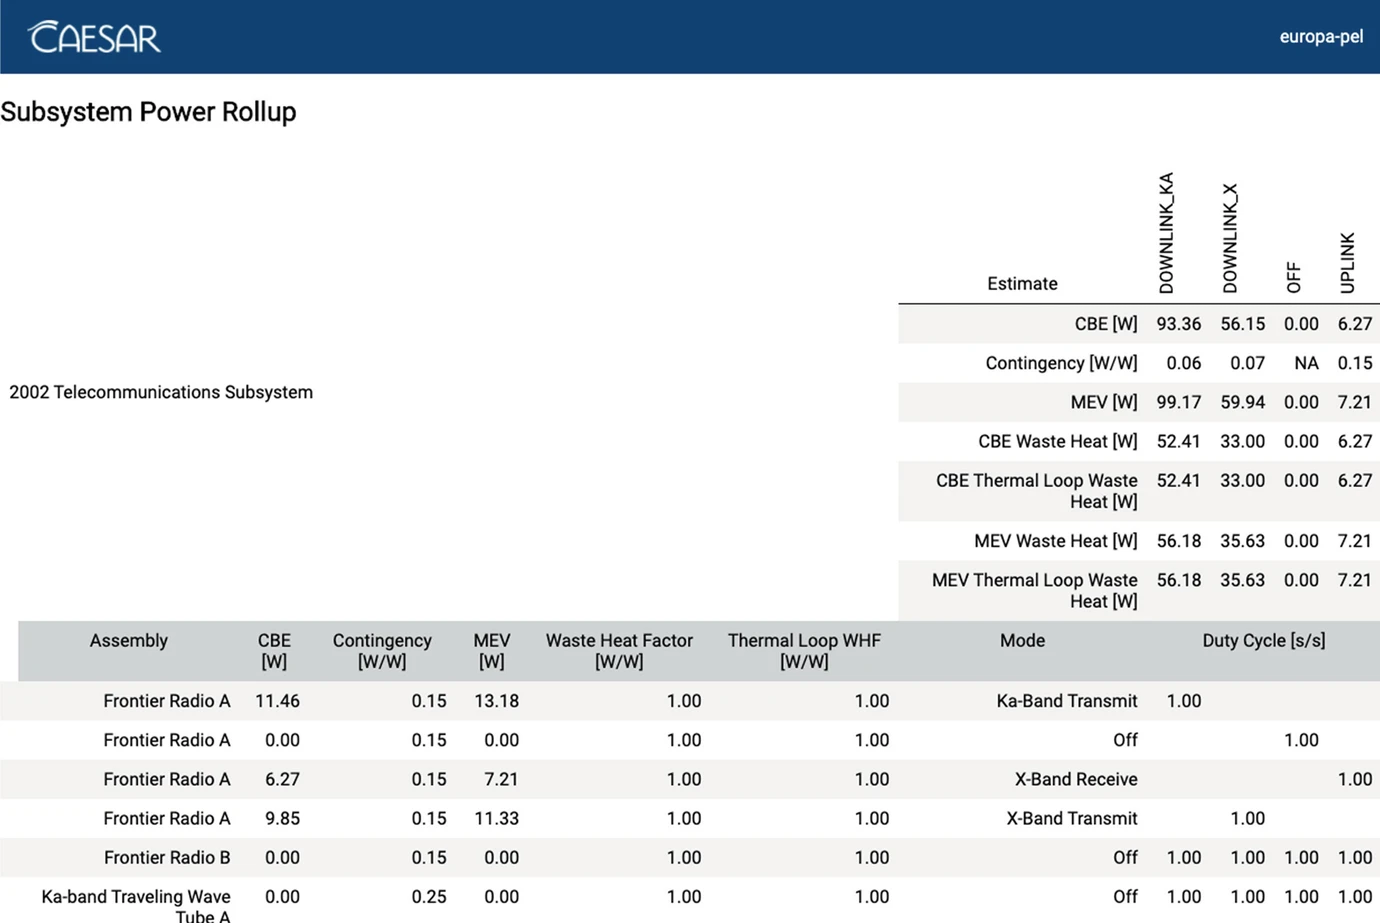 CAESAR
europa-pel
Subsystem Power Rollup
Estimate DOWNLINK_KA DOWNLINK_X OFF UPLINK
CBE [W] 93.36 56.15 0.00 6.27
Contingency [W/W] 0.06 0.07 NA 0.15
2002 Telecommunications Subsystem
MEV [W] 99.17 59.94 0.00 7.21
CBE Waste Heat [W] 52.41 33.00 0.00 6.27
CBE Thermal Loop Waste 52.41 33.00 0.00 6.27
Heat [W]
MEV Waste Heat [W] 56.18 35.63 0.00 7.21
MEV Thermal Loop Waste 56.18 35.63 0.00 7.21
Heat [W]
Assembly CBE Contingency MEV Waste Heat Factor Thermal Loop WHF Mode Duty Cycle [s/s]
[W] [W/W] [W] [W/W] [W/W]
Frontier Radio A 11.46 0.15 13.18 1.00 1.00 Ka-Band Transmit 1.00
Frontier Radio A 0.00 0.15 0.00 1.00 1.00 Off 1.00
Frontier Radio A 6.27 0.15 7.21 1.00 1.00 X-Band Receive 1.00
Frontier Radio A 9.85 0.15 11.33 1.00 1.00 X-Band Transmit 1.00
Frontier Radio B 0.00 0.15 0.00 1.00 1.00 Off 1.00 1.00 1.00 1.00
Ka-band Traveling Wave 0.00 0.25 0.00 1.00 1.00 Off 1.00 1.00 1.00 1.00
Tube A